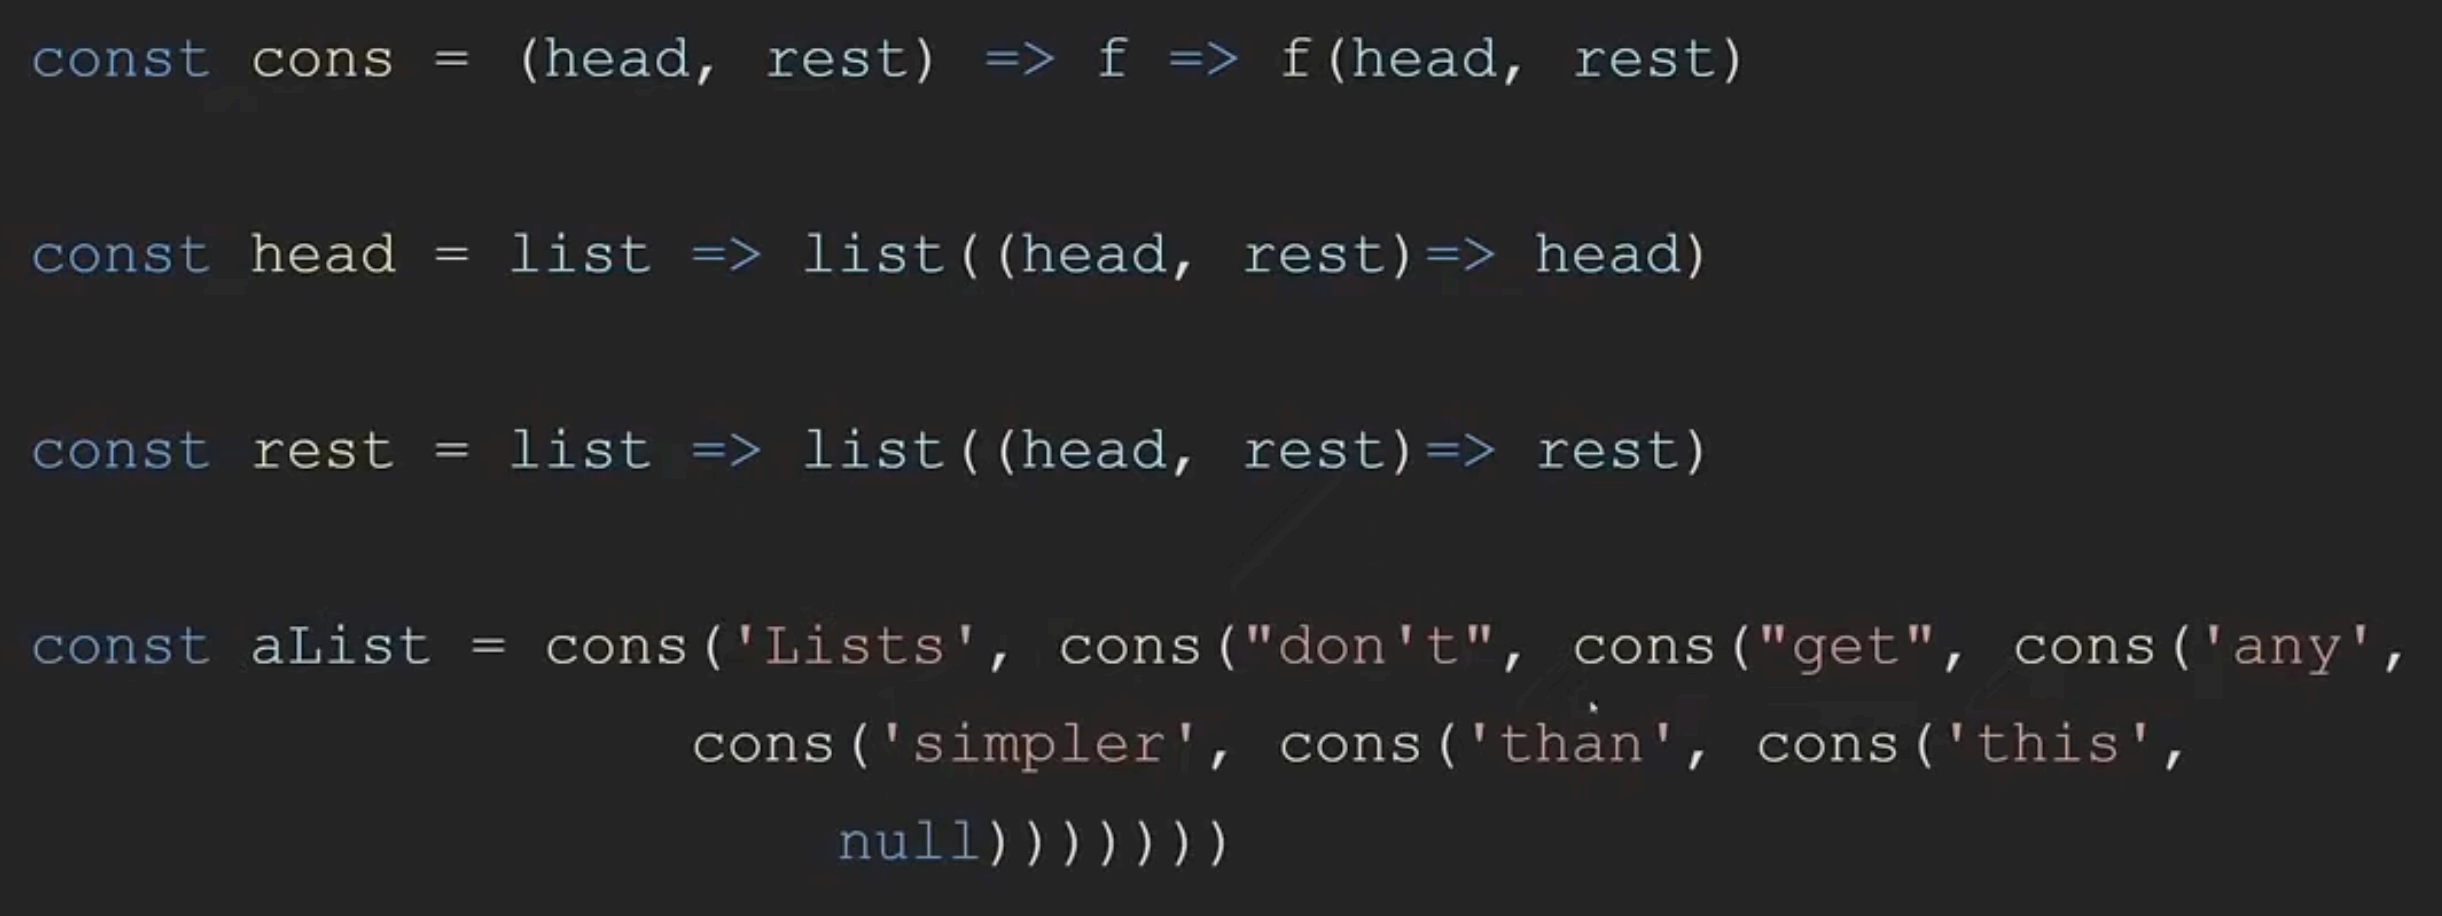 const cons = (head, rest) => f => f(head, rest)
const head = list => list((head, rest)=> head)
const rest = list => list((head, rest)=> rest)
const aList = cons('Lists', cons("don't", cons("get", cons('any',
cons('simpler', cons('than', cons('this',
null)))))))